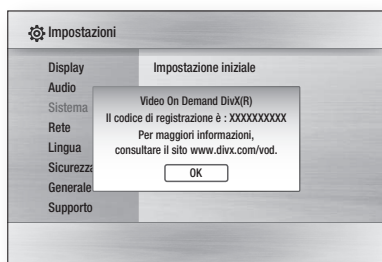 Impostazioni
Display
Impostazione iniziale
Audio
Sistema
Rete
Lingua
Sicurezza
Generale
Supporto
Video On Demand DivX(R)
Il codice di registrazione è : XXXXXXXXXX
Per maggiori informazioni,
consultare il sito www.divx.com/vod.
OK